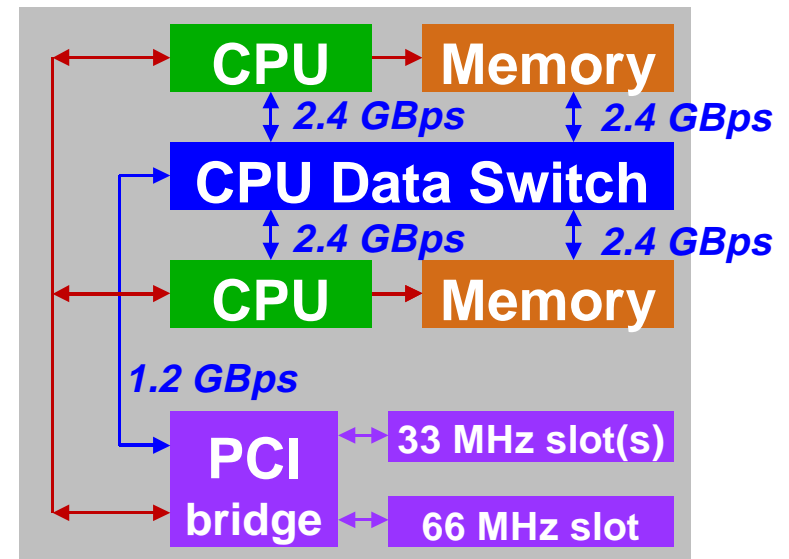 CPU
Memory
2.4 GBps
2.4 GBps
CPU Data Switch
2.4 GBps
2.4 GBps
CPU
Memory
1.2 GBps
PCI
bridge
33 MHz slot(s)
66 MHz slot